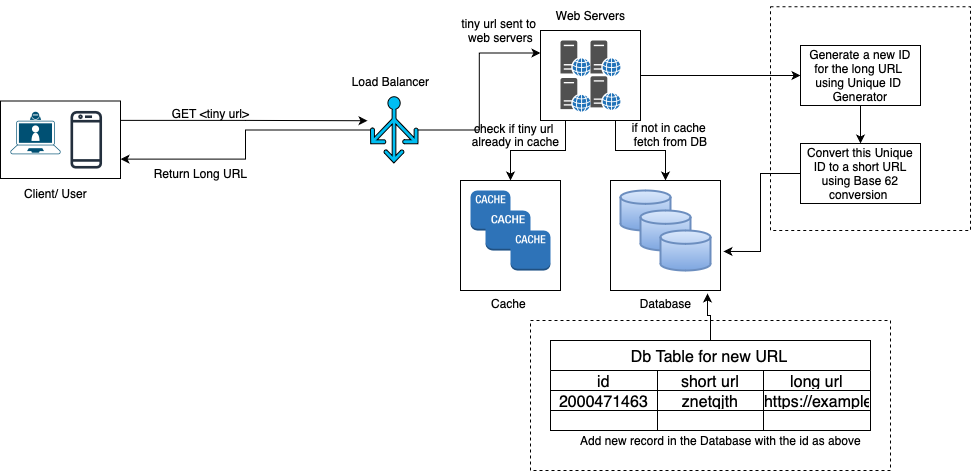 Web Servers
tiny url sent to
web servers
Generate a new ID
for the long URL
using Unique ID
Generator
Load Balancer
GET <tiny url>
check if tiny url
already in cache
if not in cache
fetch from DB
Return Long URL
Convert this Unique
ID to a short URL
using Base 62
conversion
Client/ User
CACHE
CACHE
CACHE
Cache
Database
Db Table for new URL
id short url long url
2000471463 znetqjth https://example
Add new record in the Database with the id as above